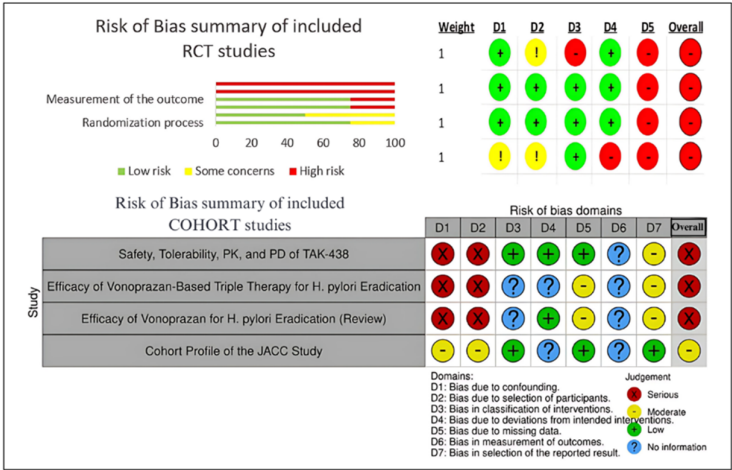 Risk of Bias summary of included
RCT studies
Measurement of the outcome
Randomization process
0 20 40 60 80 100
Low risk Some concerns High risk
Weight D1 D2 D3 D4 D5 Overall
1 + ! - + - -
1 + + + + - -
1 + + + + - -
1 ! ! + - - -
Risk of Bias summary of included
COHORT studies
Risk of bias domains
D1 D2 D3 D4 D5 D6 D7 Overall
Study
Safety, Tolerability, PK, and PD of TAK-438 X X + + + ? - X
Efficacy of Vonoprazan-Based Triple Therapy for H. pylori Eradication X X ? ? - ? - X
Efficacy of Vonoprazan for H. pylori Eradication (Review) X X ? + - ? - X
Cohort Profile of the JACC Study - - + ? + ? + -
Domains:
D1: Bias due to confounding.
D2: Bias due to selection of participants.
D3: Bias in classification of interventions.
D4: Bias due to deviations from intended interventions.
D5: Bias due to missing data.
D6: Bias in measurement of outcomes.
D7: Bias in selection of the reported result.
Judgement
X Serious
- Moderate
+ Low
? No information